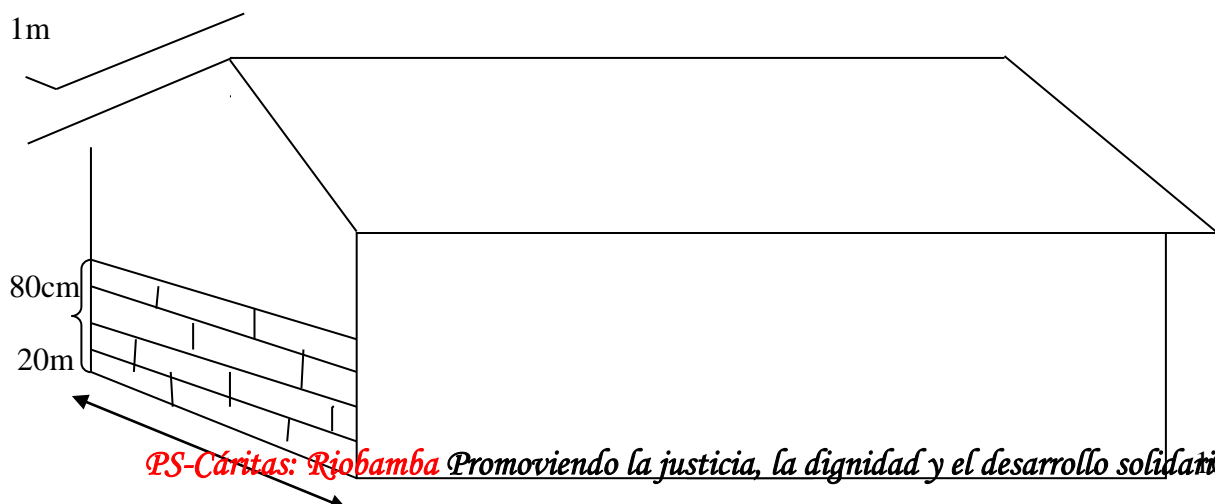 1m
80cm
20m
PS-Cáritas: Riobamba Promoviendo la justicia, la dignidad y el desarrollo